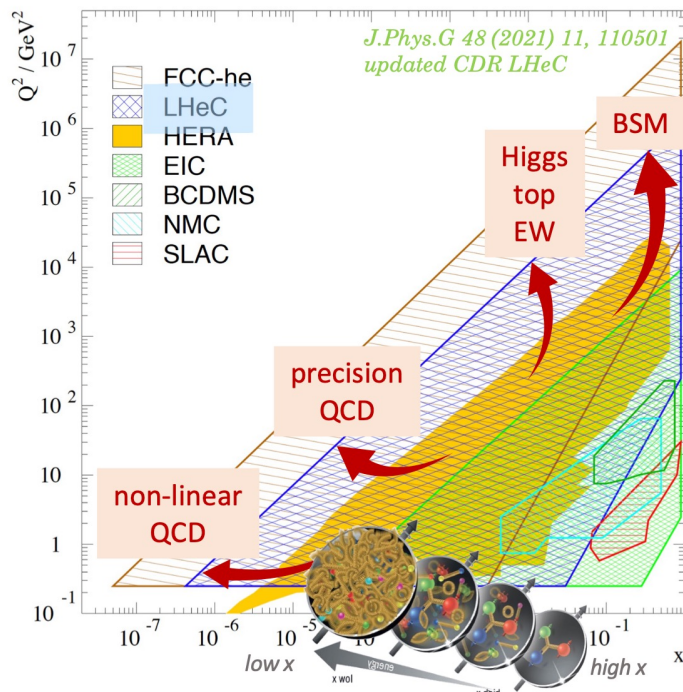 J.Phys.G 48 (2021) 11, 110501
updated CDR LHeC
Q² / GeV²
10⁷
10⁶
10⁵
10⁴
10³
10²
10
1
10⁻¹
FCC-he
LHeC
HERA
EIC
BCDMS
NMC
SLAC
BSM
Higgs
top
EW
precision
QCD
non-linear
QCD
10⁻⁷
10⁻⁶
10⁻⁵
10⁻¹
x
low x
high x
energy
low x